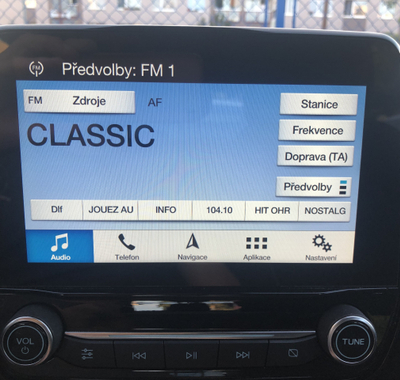 FM Předvolby: FM 1
FM Zdroje AF Stanice
CLASSIC
Frekvence
Doprava (TA)
Předvolby
Dlf JOUEZ AU INFO 104.10 HIT OHR NOSTALG
Audio Telefon Navigace Aplikace Nastavení
VOL TUNE